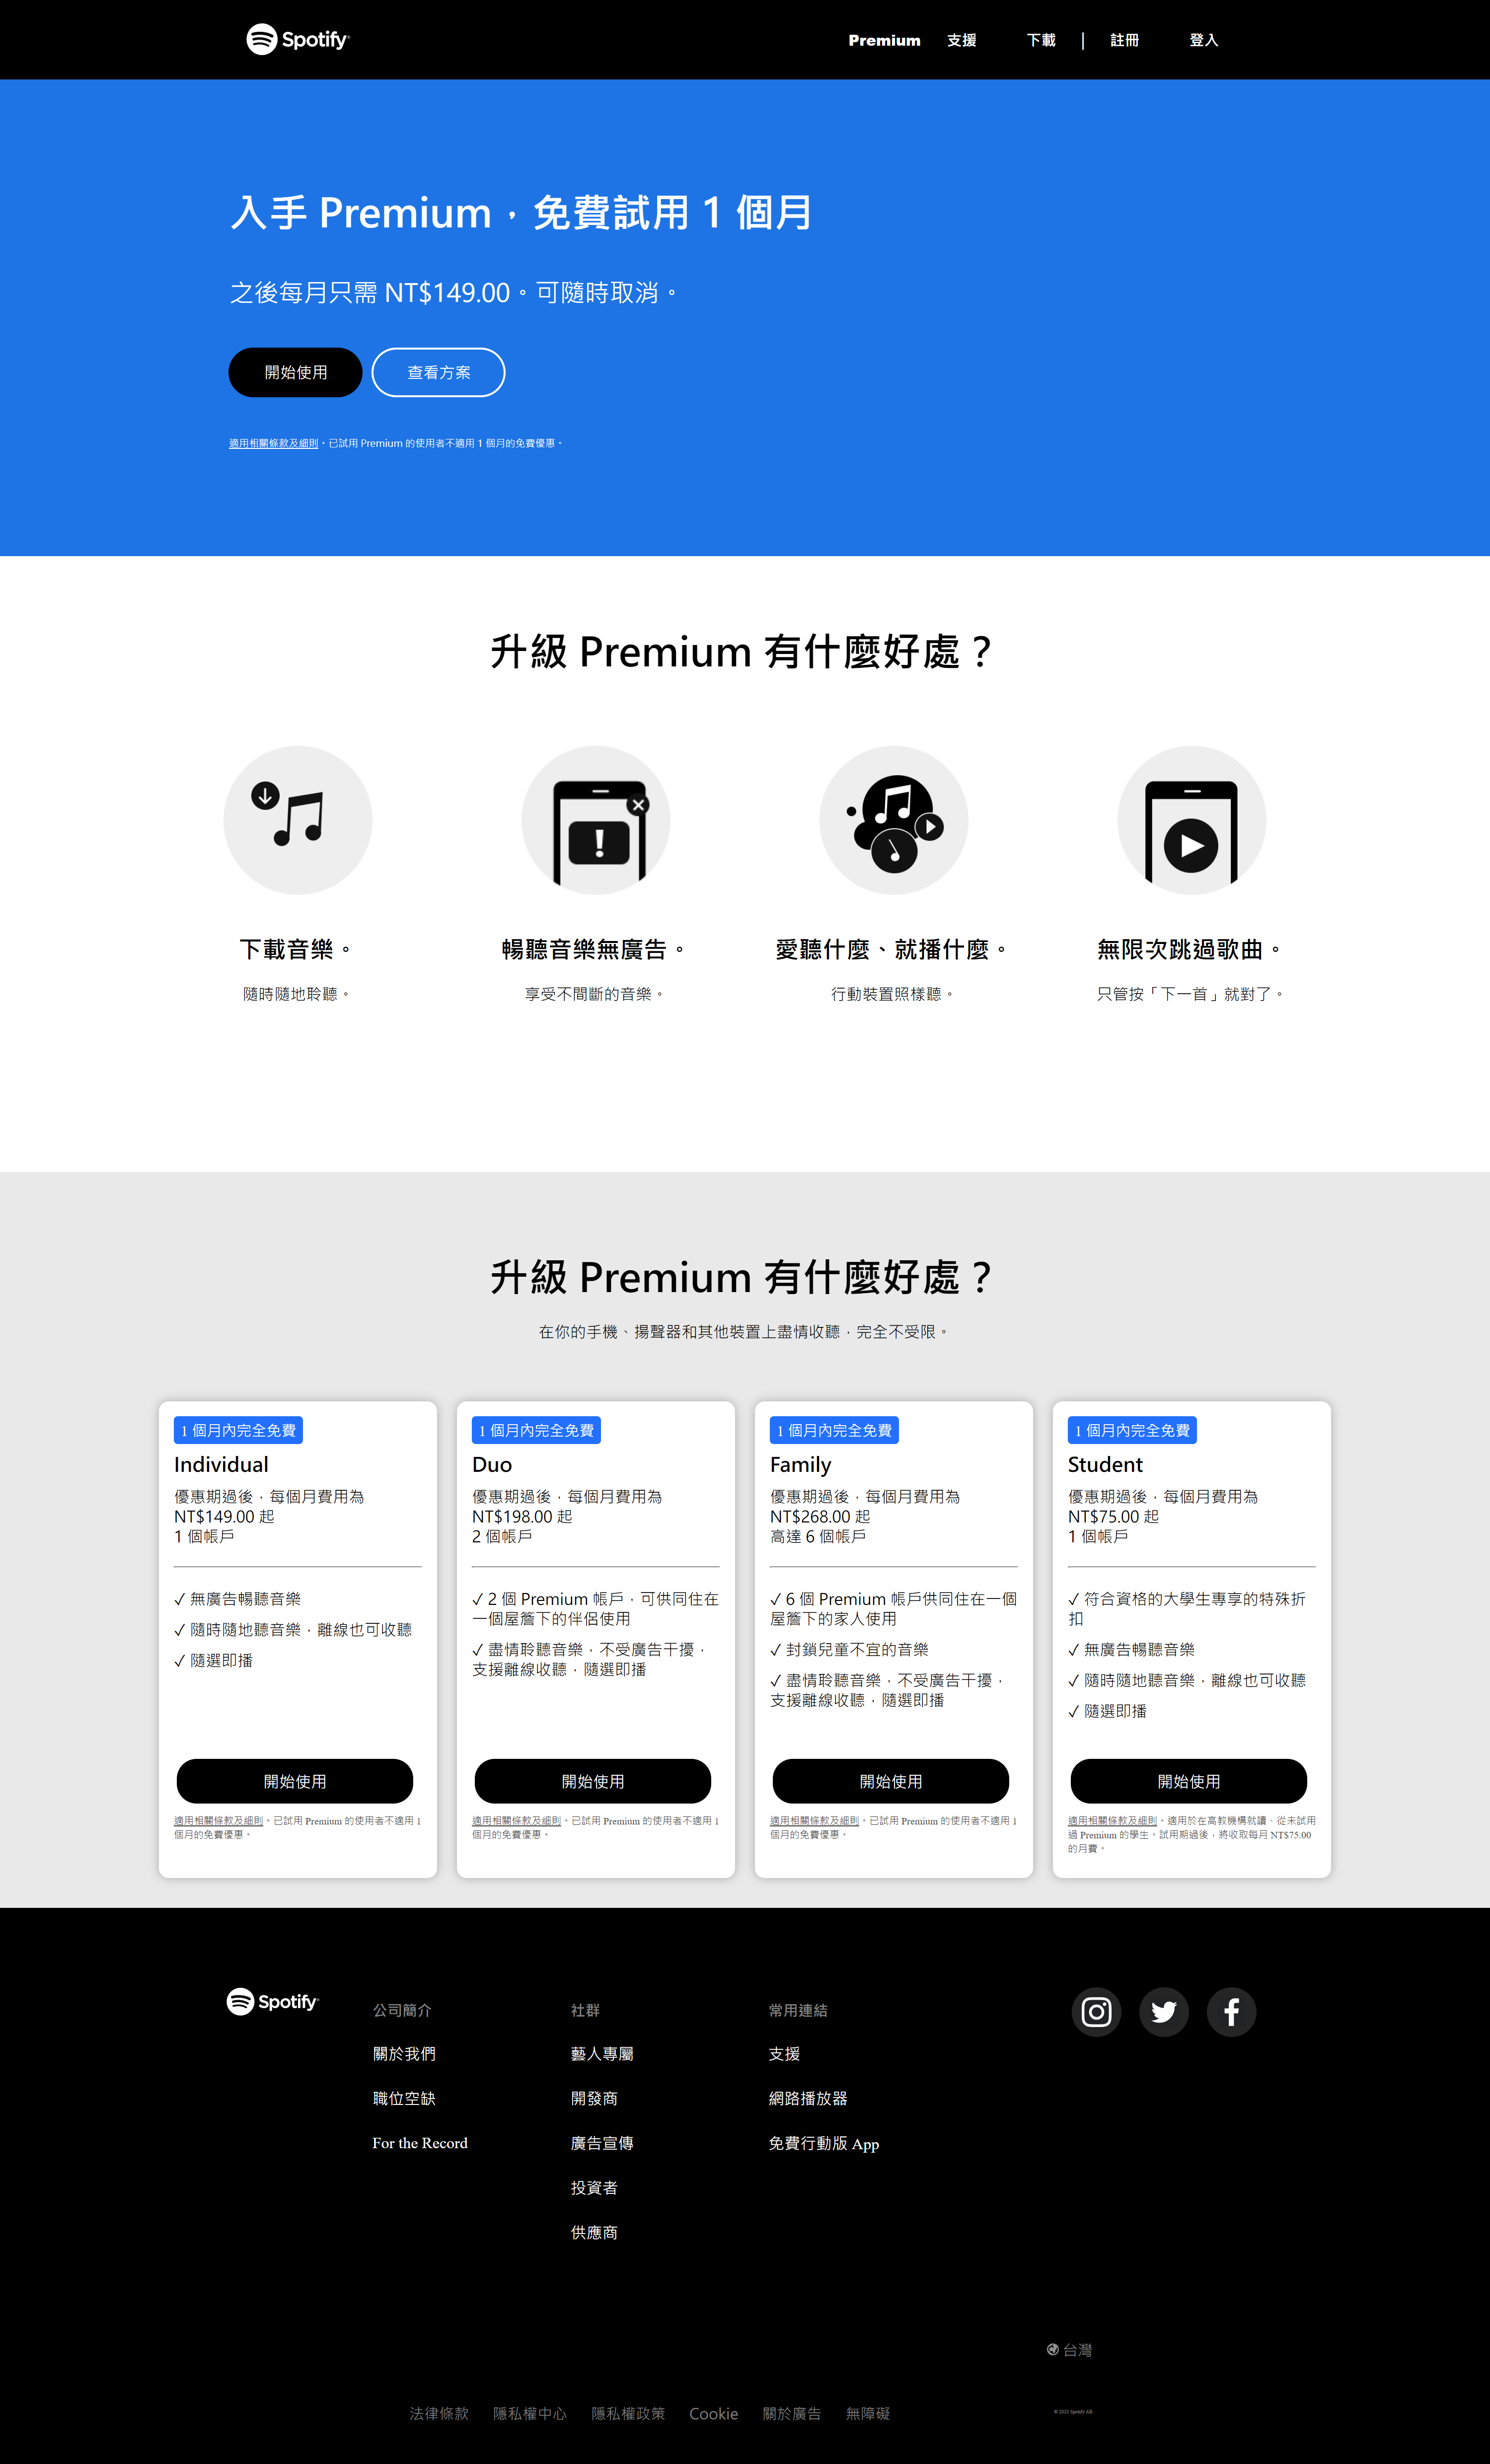 Spotify
Premium 支援 下載 | 註冊 登入
入手 Premium，免費試用 1 個月
之後每月只需 NT$149.00。可隨時取消。
開始使用 查看方案
適用相關條款及細則。已試用 Premium 的使用者不適用 1 個月的免費優惠。
升級 Premium 有什麼好處？
下載音樂。
隨時隨地聆聽。
暢聽音樂無廣告。
享受不間斷的音樂。
愛聽什麼、就播什麼。
行動裝置照樣聽。
無限次跳過歌曲。
只管按「下一首」就對了。
升級 Premium 有什麼好處？
在你的手機、揚聲器和其他裝置上盡情收聽，完全不受限。
1 個月內完全免費
Individual
優惠期過後，每個月費用為
NT$149.00 起
1 個帳戶
✓ 無廣告暢聽音樂
✓ 隨時隨地聽音樂，離線也可收聽
✓ 隨選即播
開始使用
適用相關條款及細則。已試用 Premium 的使用者不適用 1
個月的免費優惠。
1 個月內完全免費
Duo
優惠期過後，每個月費用為
NT$198.00 起
2 個帳戶
✓ 2 個 Premium 帳戶，可供同住在
一個屋簷下的伴侶使用
✓ 盡情聆聽音樂，不受廣告干擾，
支援離線收聽，隨選即播
開始使用
適用相關條款及細則。已試用 Premium 的使用者不適用 1
個月的免費優惠。
1 個月內完全免費
Family
優惠期過後，每個月費用為
NT$268.00 起
高達 6 個帳戶
✓ 6 個 Premium 帳戶供同住在一個
屋簷下的家人使用
✓ 封鎖兒童不宜的音樂
✓ 盡情聆聽音樂，不受廣告干擾，
支援離線收聽，隨選即播
開始使用
適用相關條款及細則。已試用 Premium 的使用者不適用 1
個月的免費優惠。
1 個月內完全免費
Student
優惠期過後，每個月費用為
NT$75.00 起
1 個帳戶
✓ 符合資格的大學生專享的特殊折
扣
✓ 無廣告暢聽音樂
✓ 隨時隨地聽音樂，離線也可收聽
✓ 隨選即播
開始使用
適用相關條款及細則。適用於在高教機構就讀、從未試用
過 Premium 的學生。試用期過後，將收取每月 NT$75.00
的月費。
Spotify
公司簡介
關於我們
職位空缺
For the Record
社群
藝人專屬
開發商
廣告宣傳
投資者
供應商
常用連結
支援
網路播放器
免費行動版 App
台灣
法律條款 隱私權中心 隱私權政策 Cookie 關於廣告 無障礙
© 2023 Spotify AB